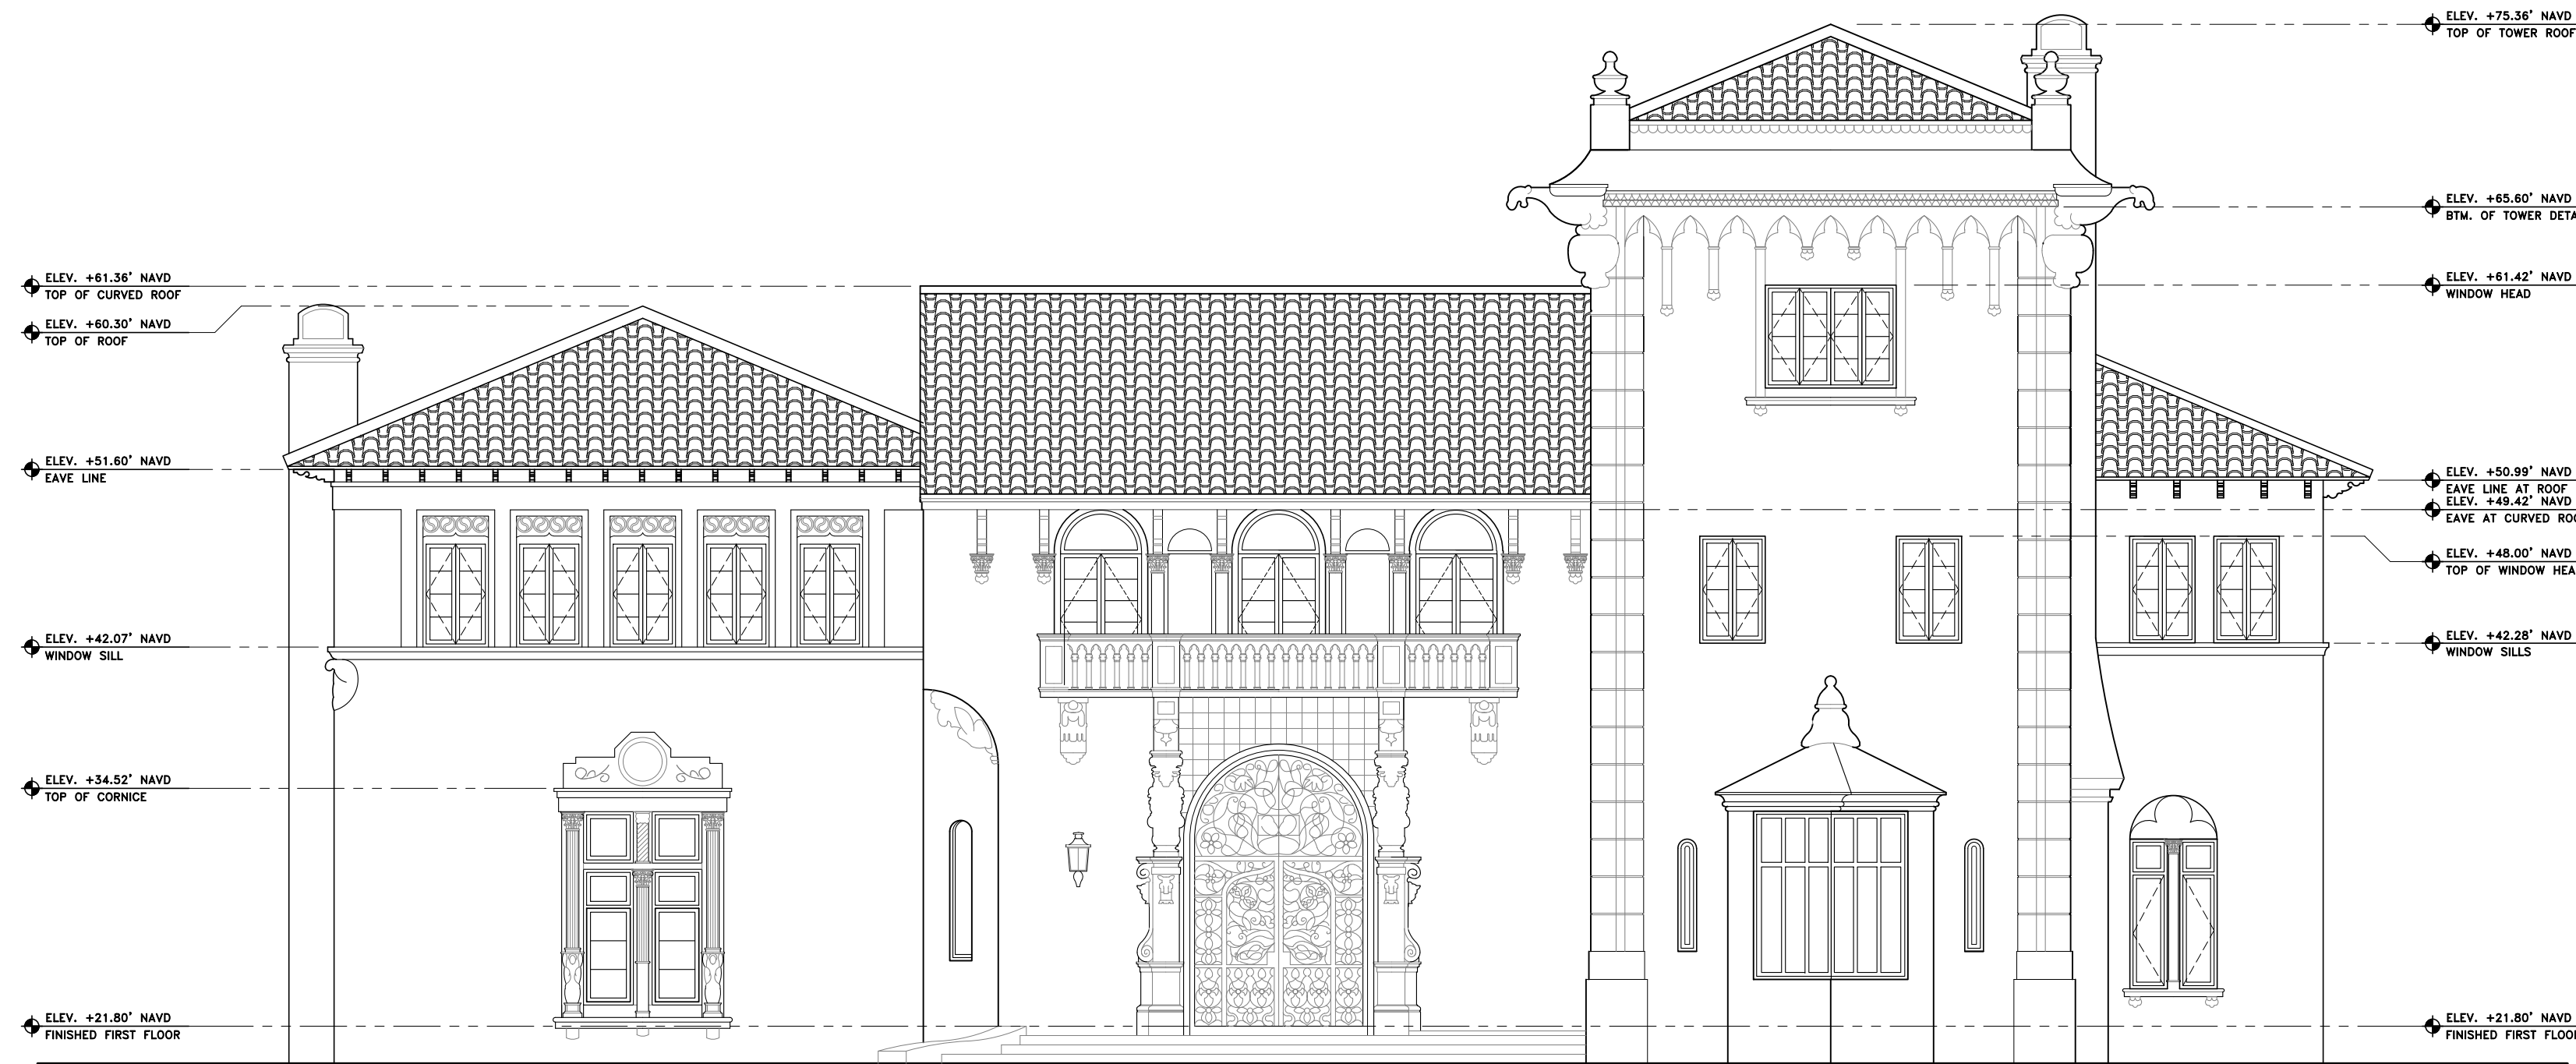 ELEV. +61.36' NAVD
TOP OF CURVED ROOF
ELEV. +60.30' NAVD
TOP OF ROOF
ELEV. +51.60' NAVD
EAVE LINE
ELEV. +42.07' NAVD
WINDOW SILL
ELEV. +34.52' NAVD
TOP OF CORNICE
ELEV. +21.80' NAVD
FINISHED FIRST FLOOR
ELEV. +75.36' NAVD
TOP OF TOWER ROOF
ELEV. +65.60' NAVD
BTM. OF TOWER DETA
ELEV. +61.42' NAVD
WINDOW HEAD
ELEV. +50.99' NAVD
EAVE LINE AT ROOF
ELEV. +49.42' NAVD
EAVE AT CURVED ROO
ELEV. +48.00' NAVD
TOP OF WINDOW HEA
ELEV. +42.28' NAVD
WINDOW SILLS
ELEV. +21.80' NAVD
FINISHED FIRST FLOO